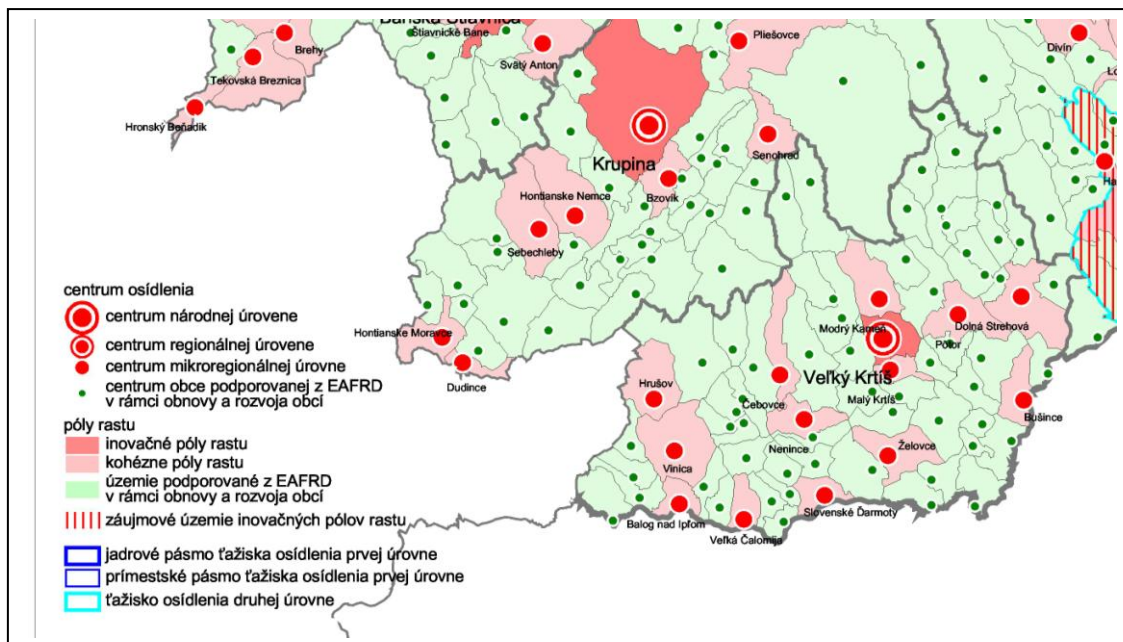 Banská Štiavnica
Štiavnické Bane
Pliešovce
Divín
Brehy
Svätý Anton
Tekovská Breznica
Hronský Beňadik
Krupina
Senohrad
Bzovík
Hontianske Nemce
Sebechleby
centrum osídlenia
centrum národnej úrovene
centrum regionálnej úrovene
centrum mikroregionálnej úrovne
centrum obce podporovanej z EAFRD
v rámci obnovy a rozvoja obcí
Hontianske Moravce
Dudince
Modrý Kameň
Dolná Strehová
Pôtor
Veľký Krtíš
Hrušov
Čebovce
Malý Krtíš
Bušince
Nenince
Želovce
Vinica
Slovenské Ďarmoty
Balog nad Ipľom
Veľká Čalomija
póly rastu
inovačné póly rastu
kohézne póly rastu
územie podporované z EAFRD
v rámci obnovy a rozvoja obcí
záujmové územie inovačných pólov rastu
jadrové pásmo ťažiska osídlenia prvej úrovne
prímestské pásmo ťažiska osídlenia prvej úrovne
ťažisko osídlenia druhej úrovne